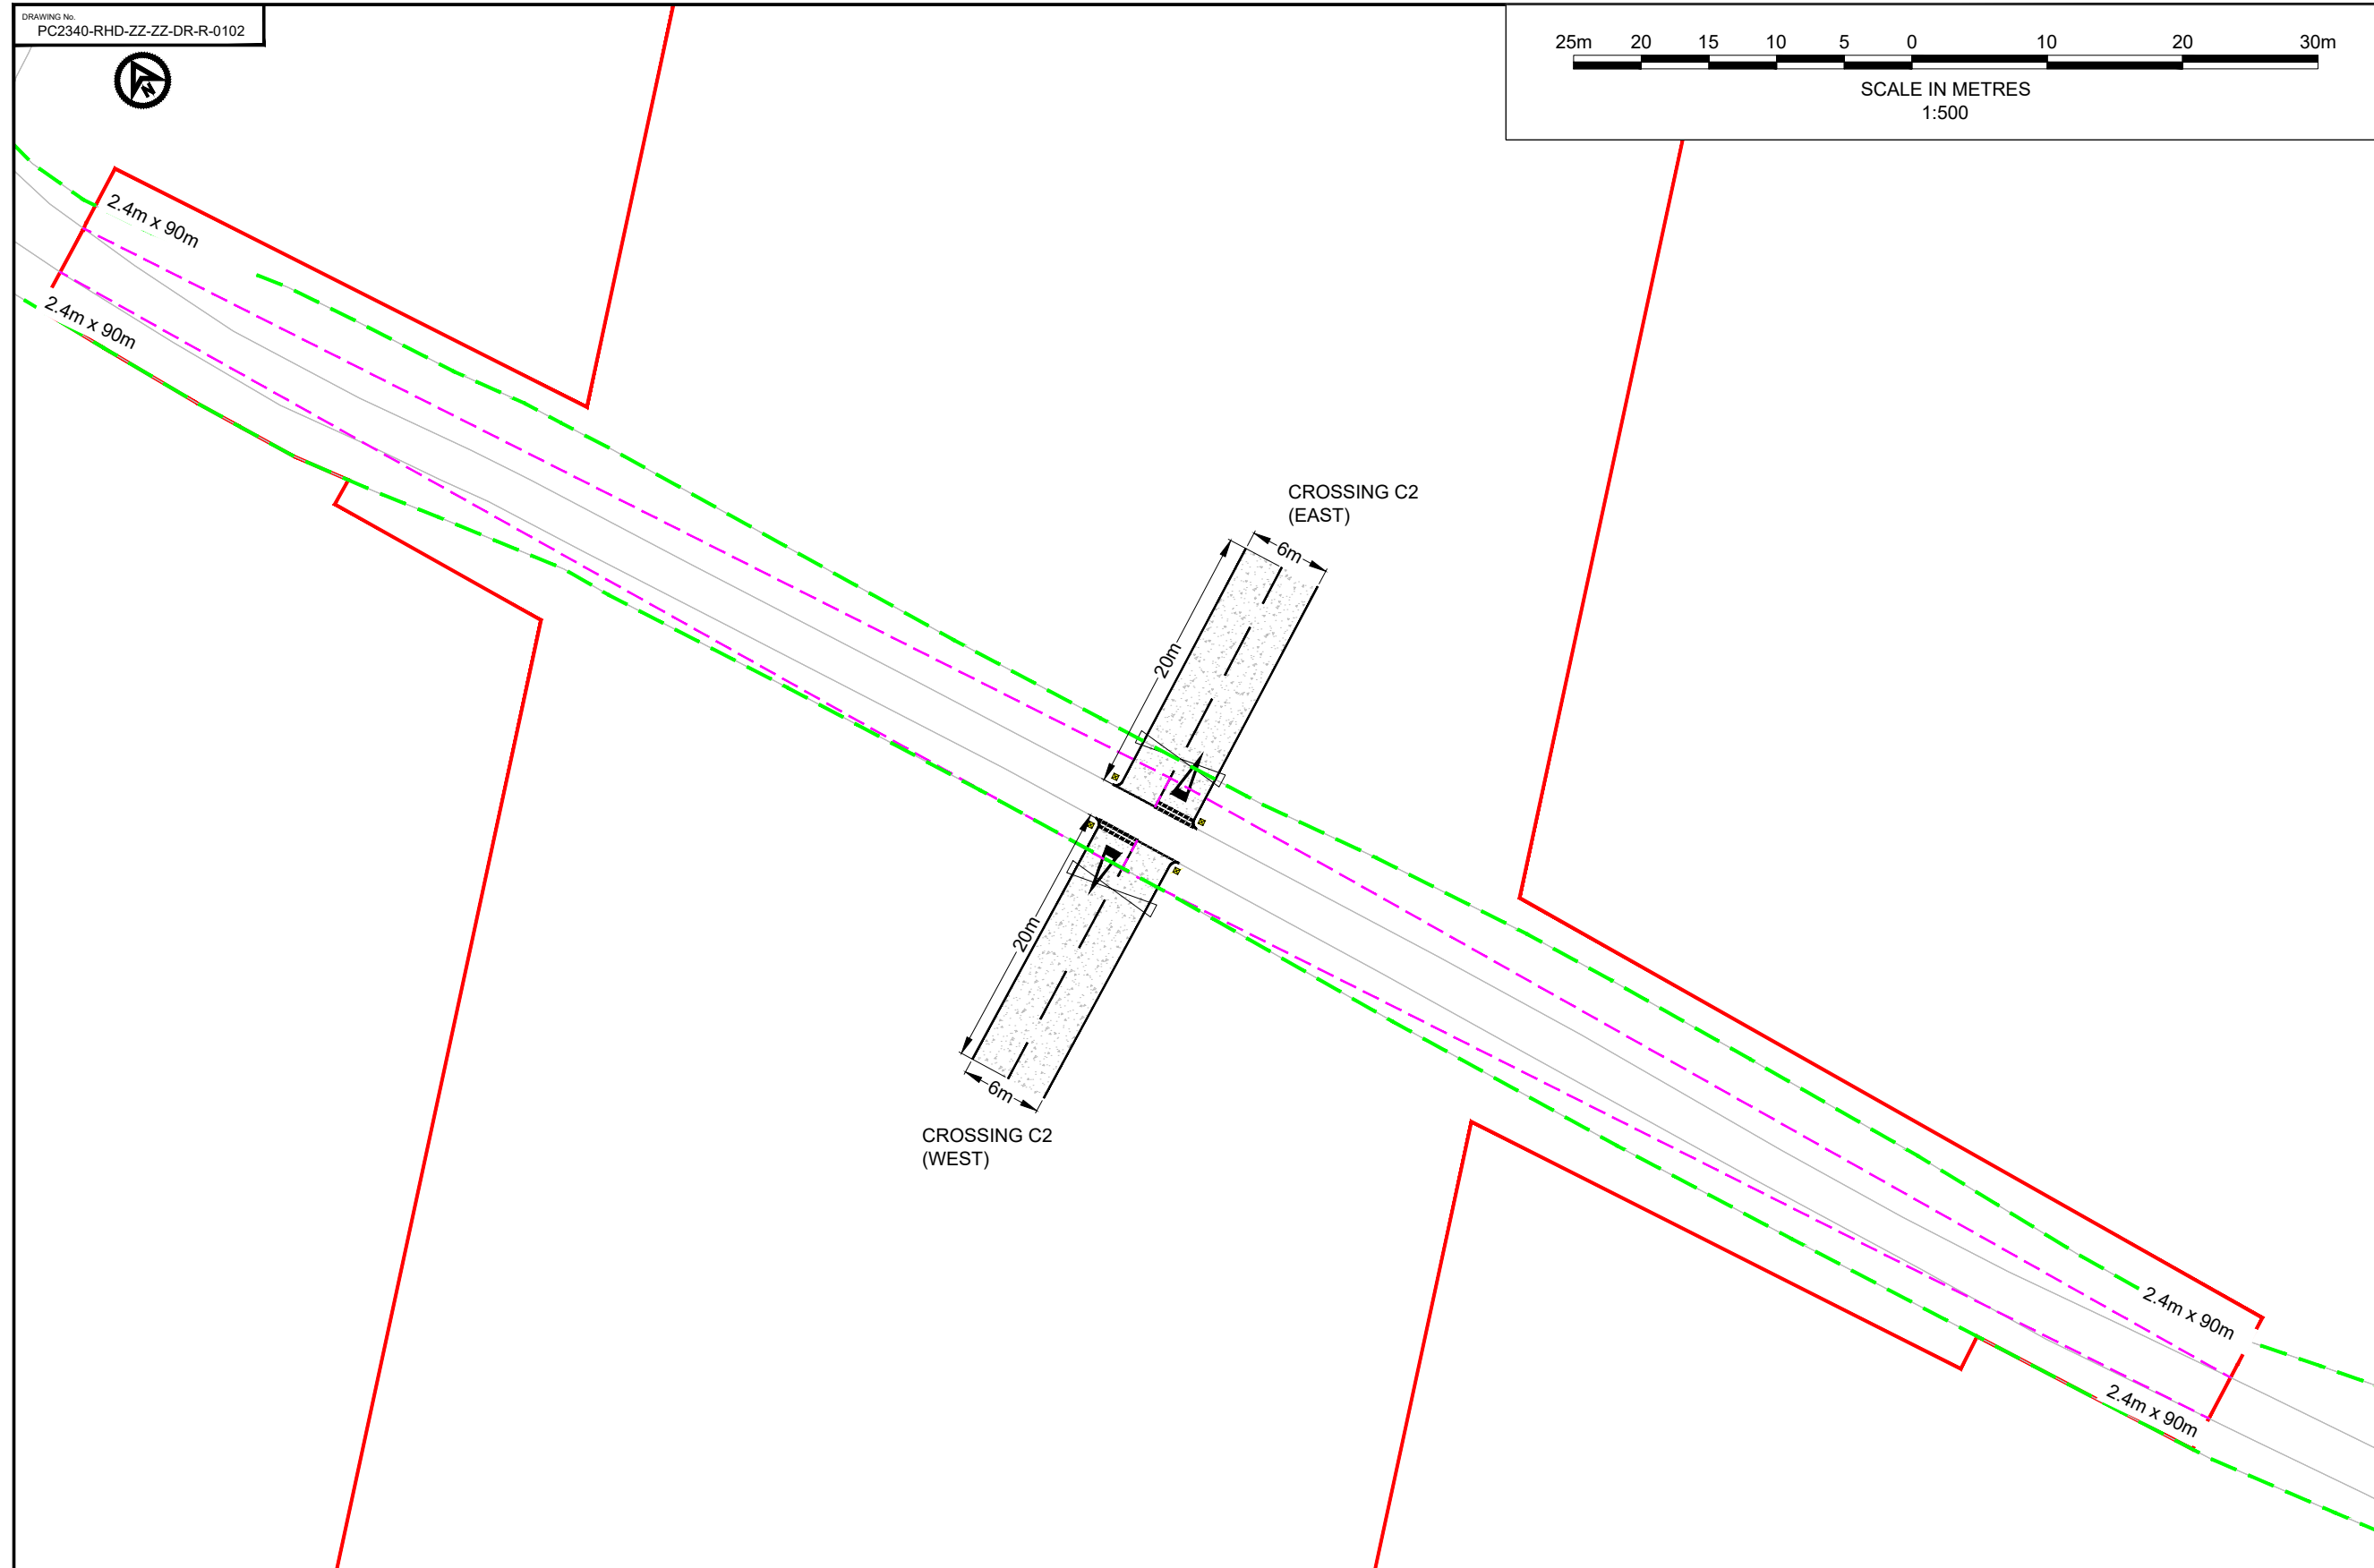 DRAWING No.
PC2340-RHD-ZZ-ZZ-DR-R-0102
N
25m 20 15 10 5 0 10 20 30m
SCALE IN METRES
1:500
2.4m x 90m
2.4m x 90m
CROSSING C2
(EAST)
6m
20m
20m
6m
CROSSING C2
(WEST)
2.4m x 90m
2.4m x 90m